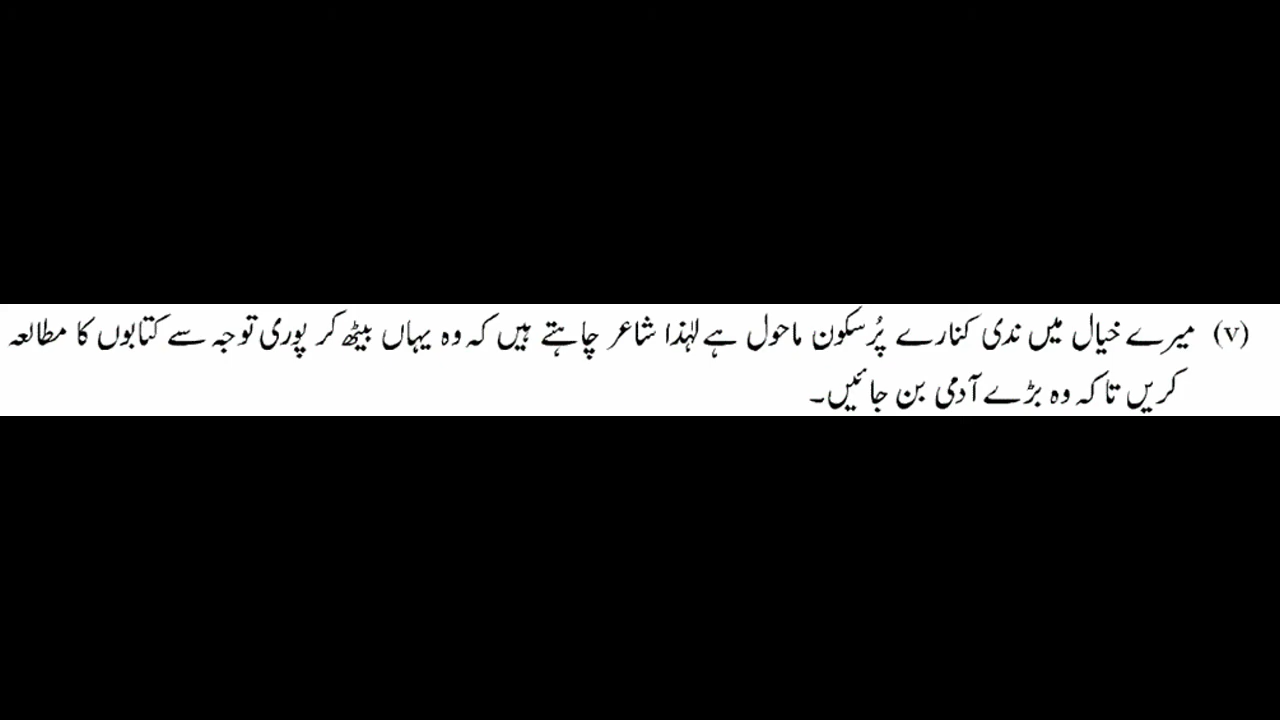 (v) میرے خیال میں ندی کنارے پُرسکون ماحول ہے لہٰذا شاعر چاہتے ہیں کہ وہ یہاں بیٹھ کر پوری توجہ سے کتابوں کا مطالعہ
کریں تاکہ وہ بڑے آدمی بن جائیں۔